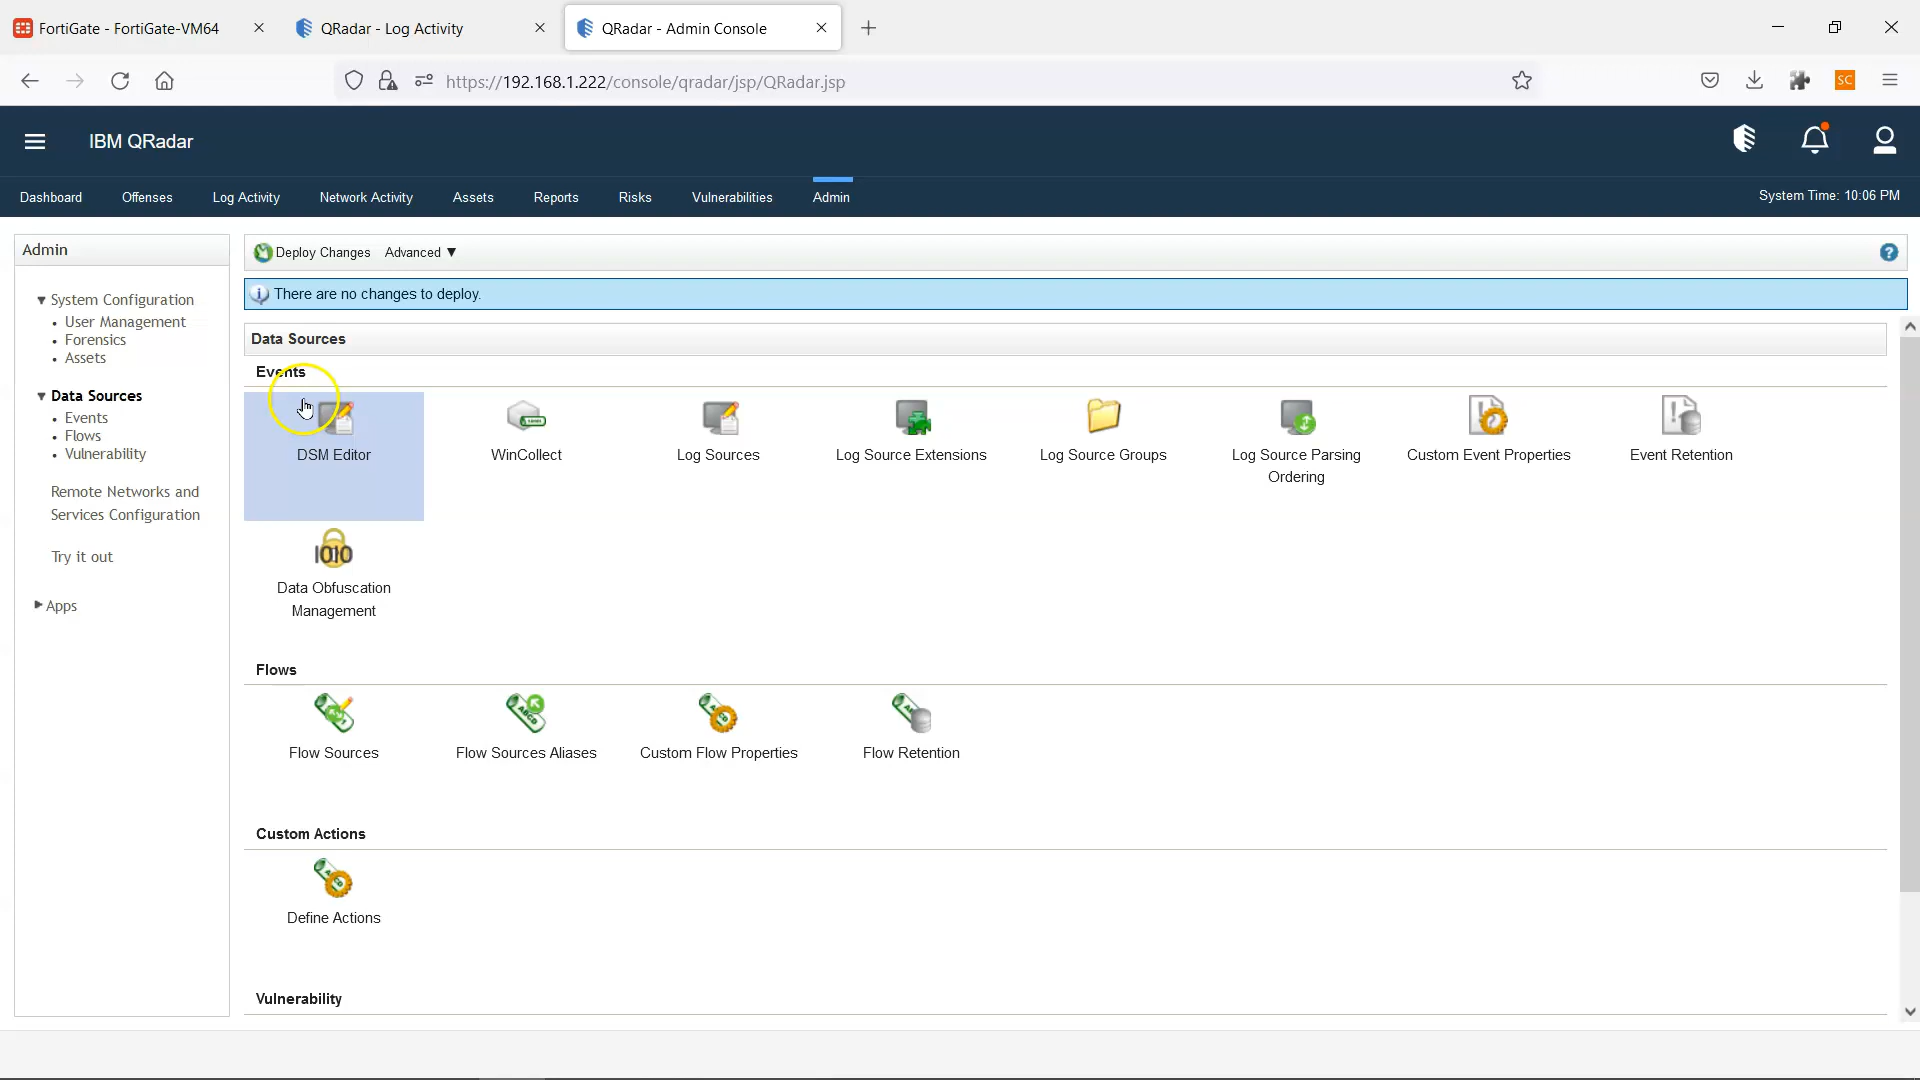 FortiGate - FortiGate-VM64
QRadar - Log Activity
QRadar - Admin Console
https://192.168.1.222/console/qradar/jsp/QRadar.jsp
SC
IBM QRadar
Dashboard Offenses Log Activity Network Activity Assets Reports Risks Vulnerabilities Admin
System Time: 10:06 PM
Admin
System Configuration
User Management
Forensics
Assets
Data Sources
Events
Flows
Vulnerability
Remote Networks and
Services Configuration
Try it out
Apps
Deploy Changes Advanced ▼
There are no changes to deploy.
Data Sources
Events
DSM Editor
WinCollect
Log Sources
Log Source Extensions
Log Source Groups
Log Source Parsing
Ordering
Custom Event Properties
Event Retention
1010
Data Obfuscation
Management
Flows
Flow Sources
Flow Sources Aliases
Custom Flow Properties
Flow Retention
Custom Actions
Define Actions
Vulnerability